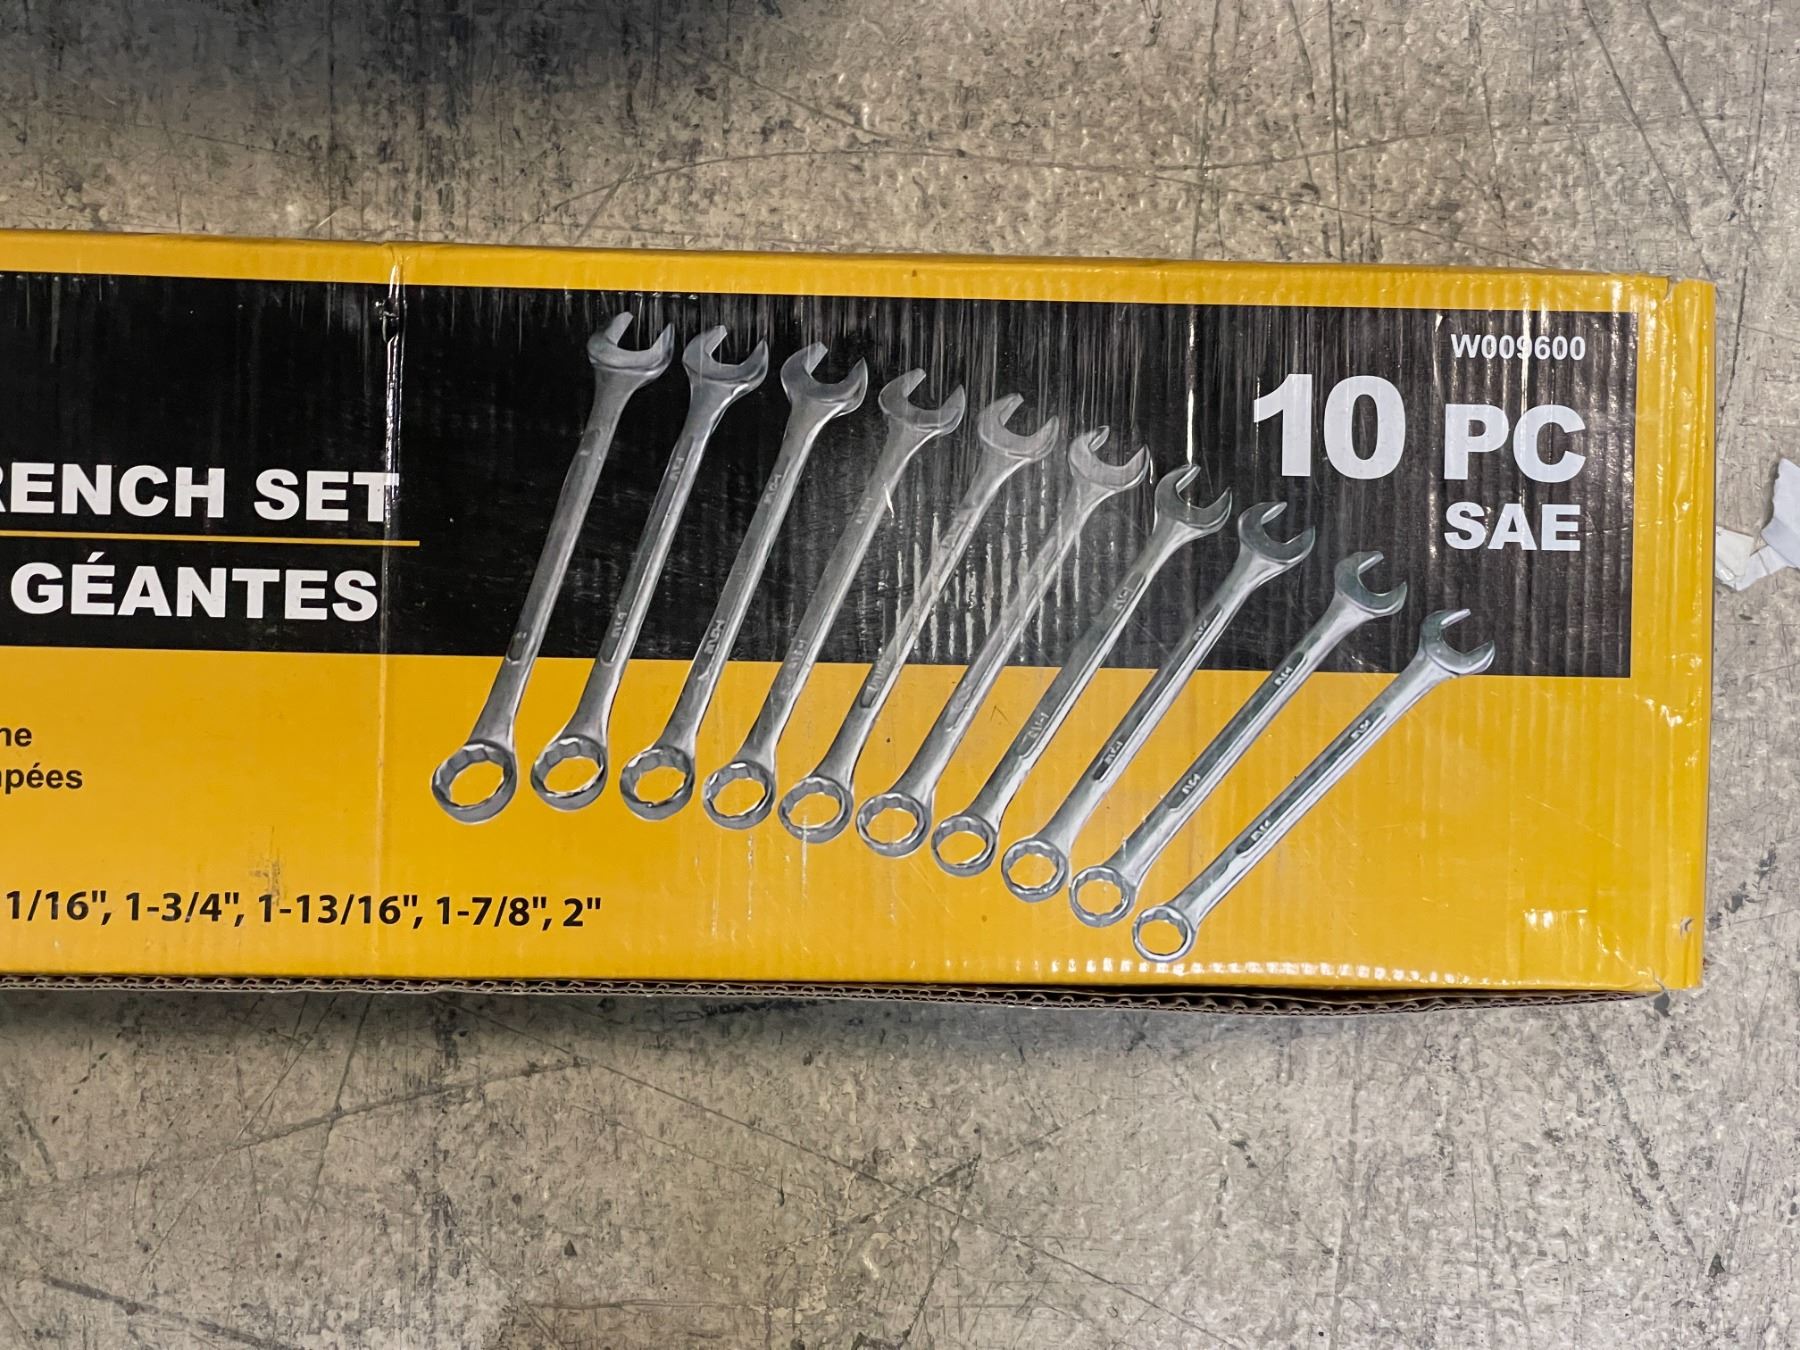 W009600
10 PC
SAE
RENCH SET
GÉANTES
ne
pées
1/16", 1-3/4", 1-13/16", 1-7/8", 2"